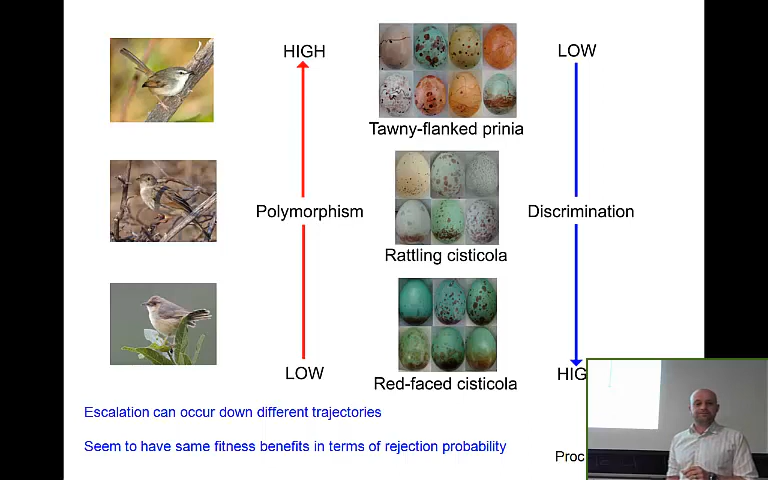 HIGH
LOW
Tawny-flanked prinia
Polymorphism
Discrimination
Rattling cisticola
LOW
Red-faced cisticola
Escalation can occur down different trajectories
Seem to have same fitness benefits in terms of rejection probability